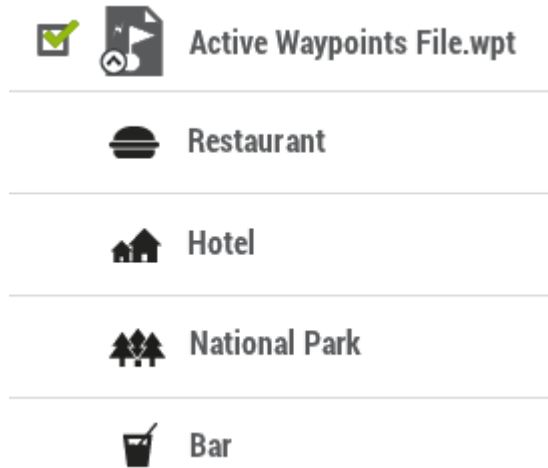 Active Waypoints File.wpt
Restaurant
Hotel
National Park
Bar